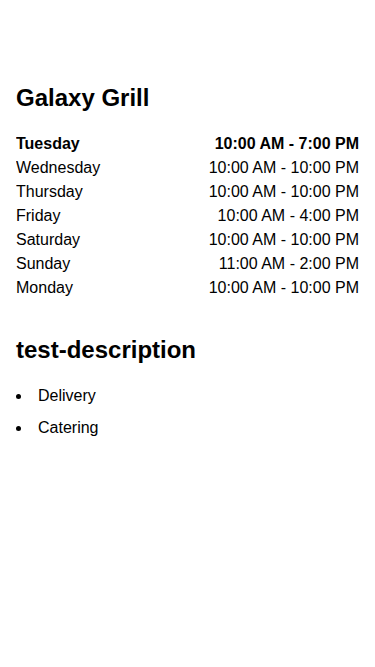 Galaxy Grill
Tuesday 10:00 AM - 7:00 PM
Wednesday 10:00 AM - 10:00 PM
Thursday 10:00 AM - 10:00 PM
Friday 10:00 AM - 4:00 PM
Saturday 10:00 AM - 10:00 PM
Sunday 11:00 AM - 2:00 PM
Monday 10:00 AM - 10:00 PM
test-description
• Delivery
• Catering